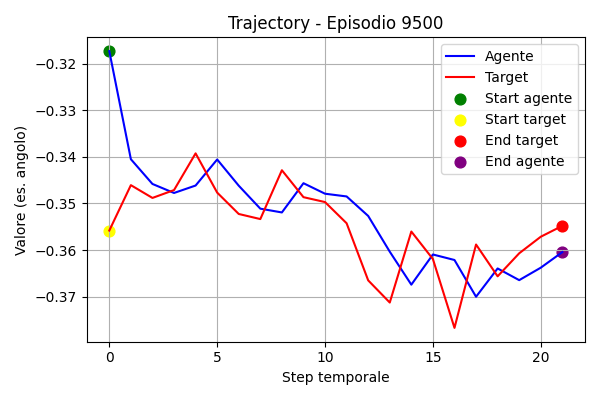 Trajectory - Episodio 9500
Valore (es. angolo)
−0.32
−0.33
−0.34
−0.35
−0.36
−0.37
Agente
Target
Start agente
Start target
End target
End agente
0
5
10
15
20
Step temporale